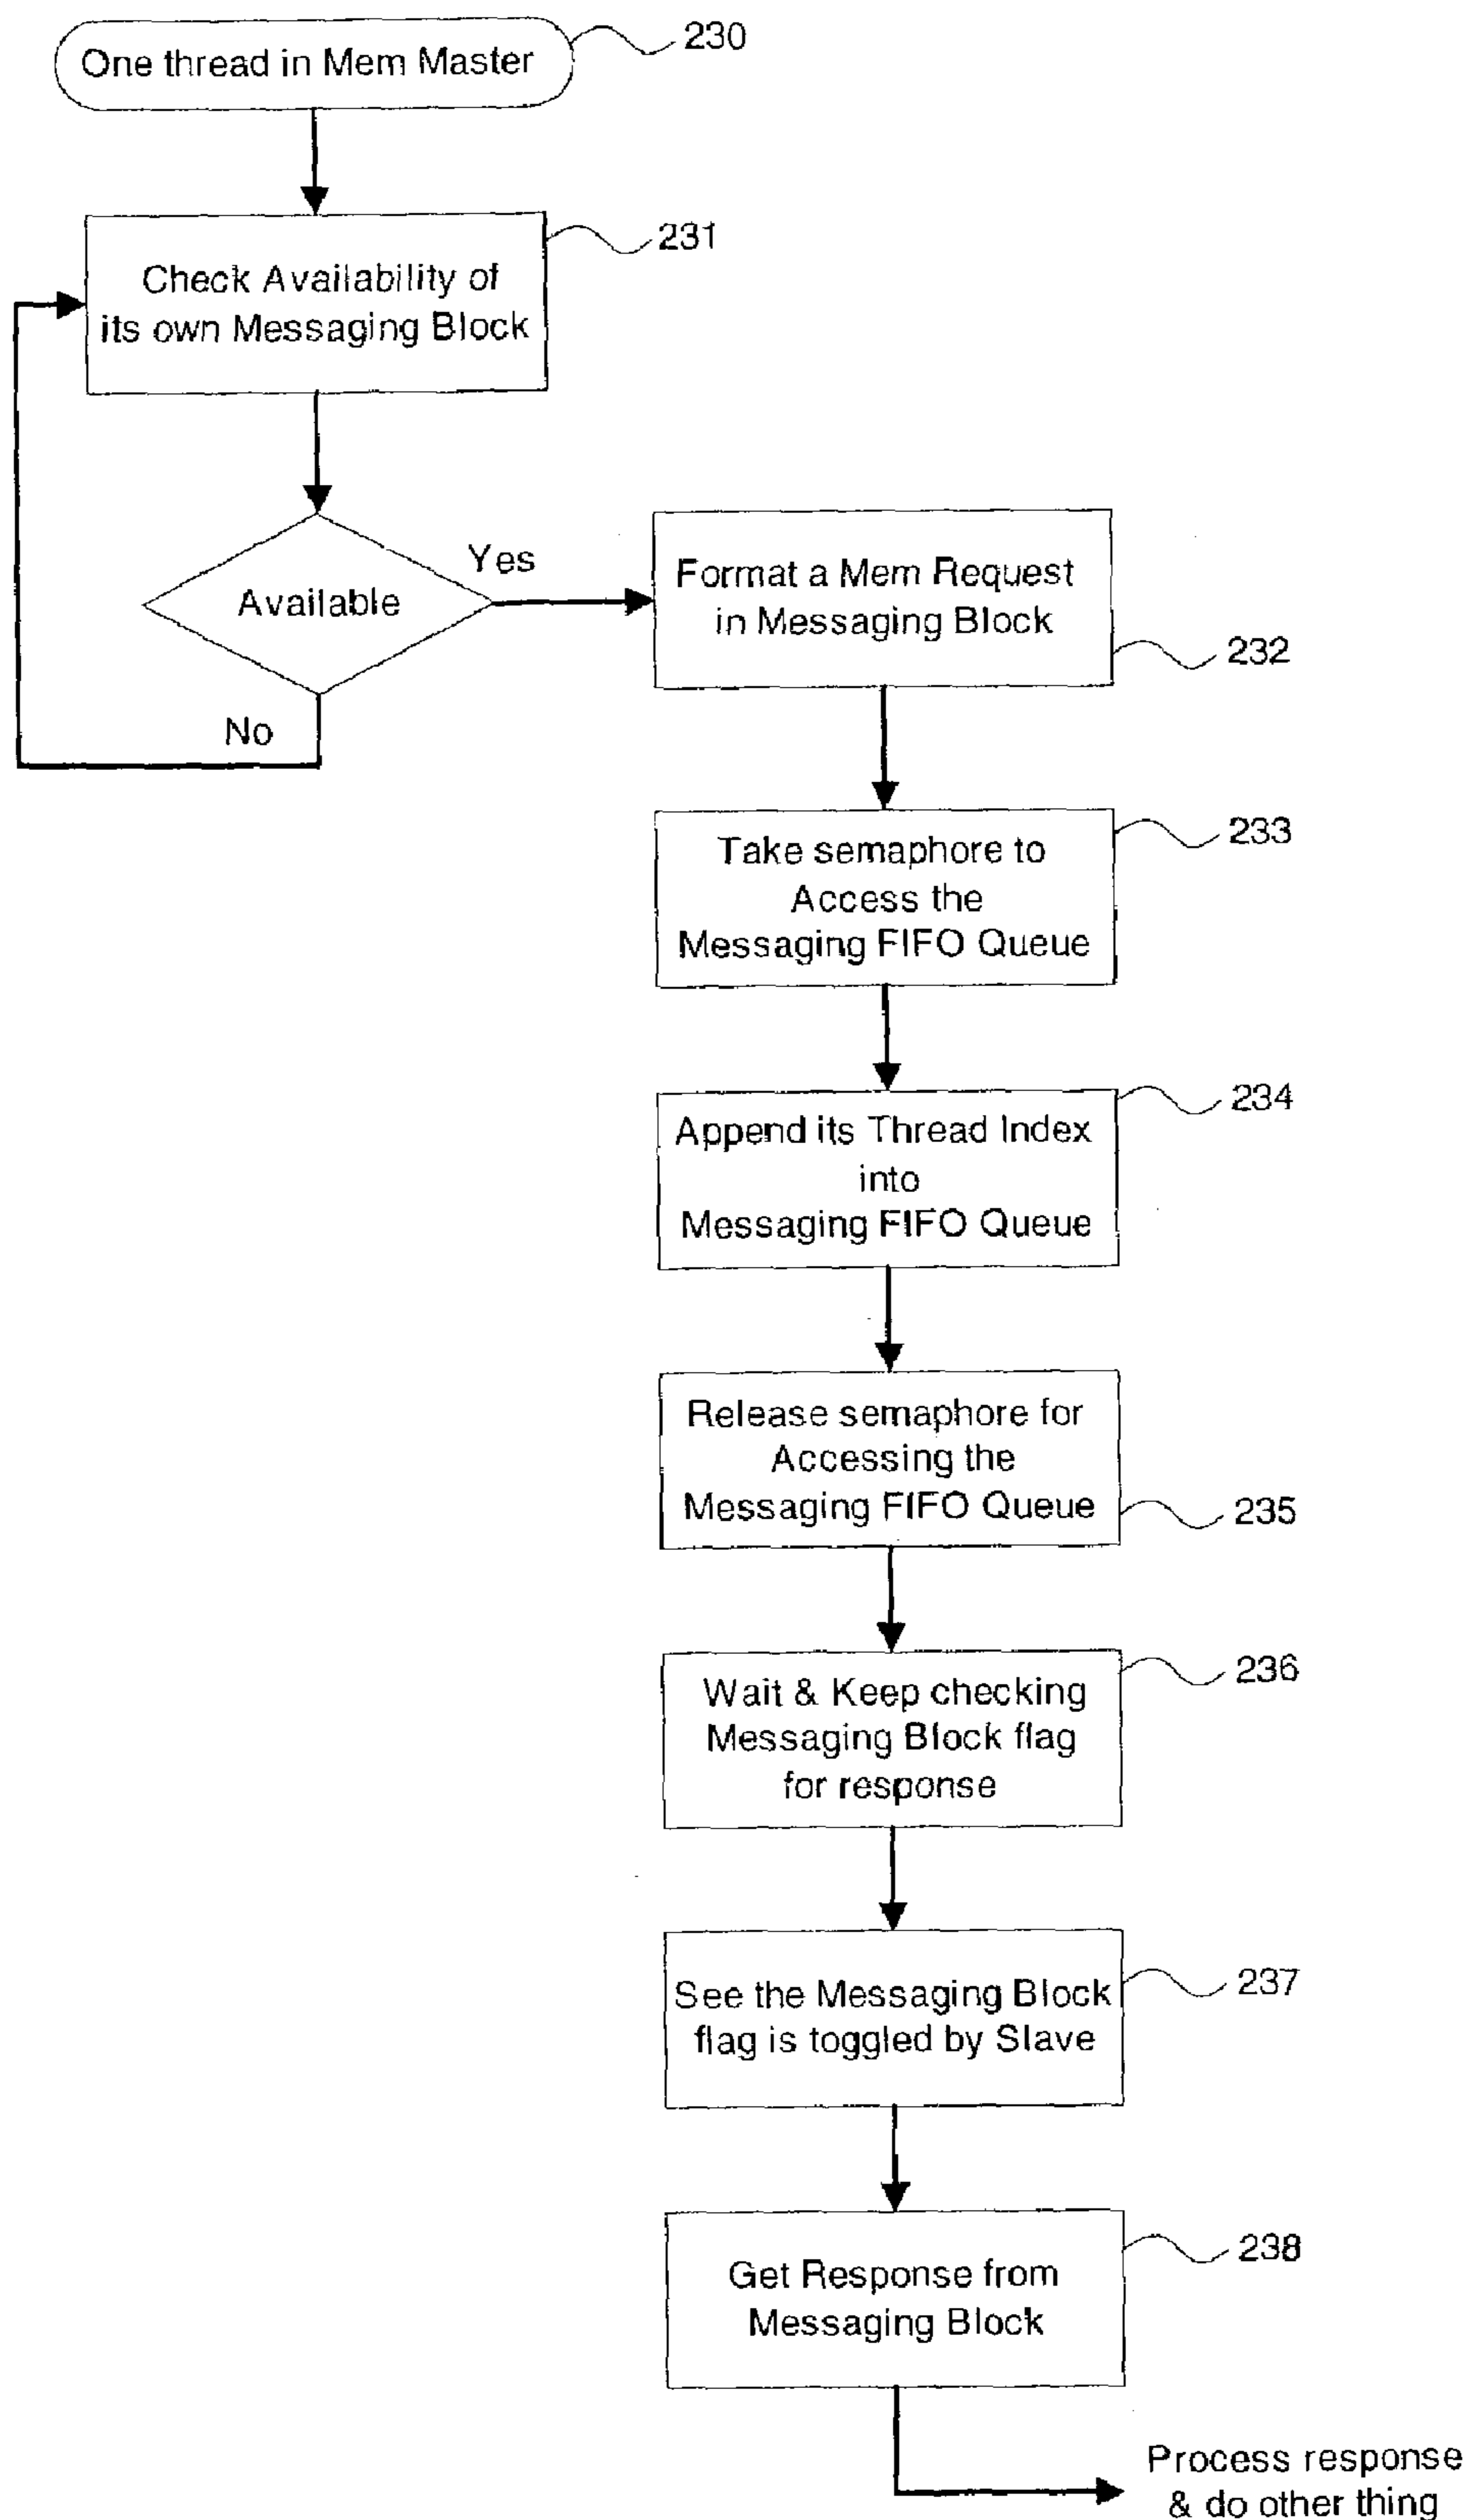 One thread in Mem Master
230
Check Availability of
its own Messaging Block
231
Available
Yes
No
Format a Mem Request
in Messaging Block
232
Take semaphore to
Access the
Messaging FIFO Queue
233
Append its Thread Index
into
Messaging FIFO Queue
234
Release semaphore for
Accessing the
Messaging FIFO Queue
235
Wait & Keep checking
Messaging Block flag
for response
236
See the Messaging Block
flag is toggled by Slave
237
Get Response from
Messaging Block
238
Process response
& do other thing